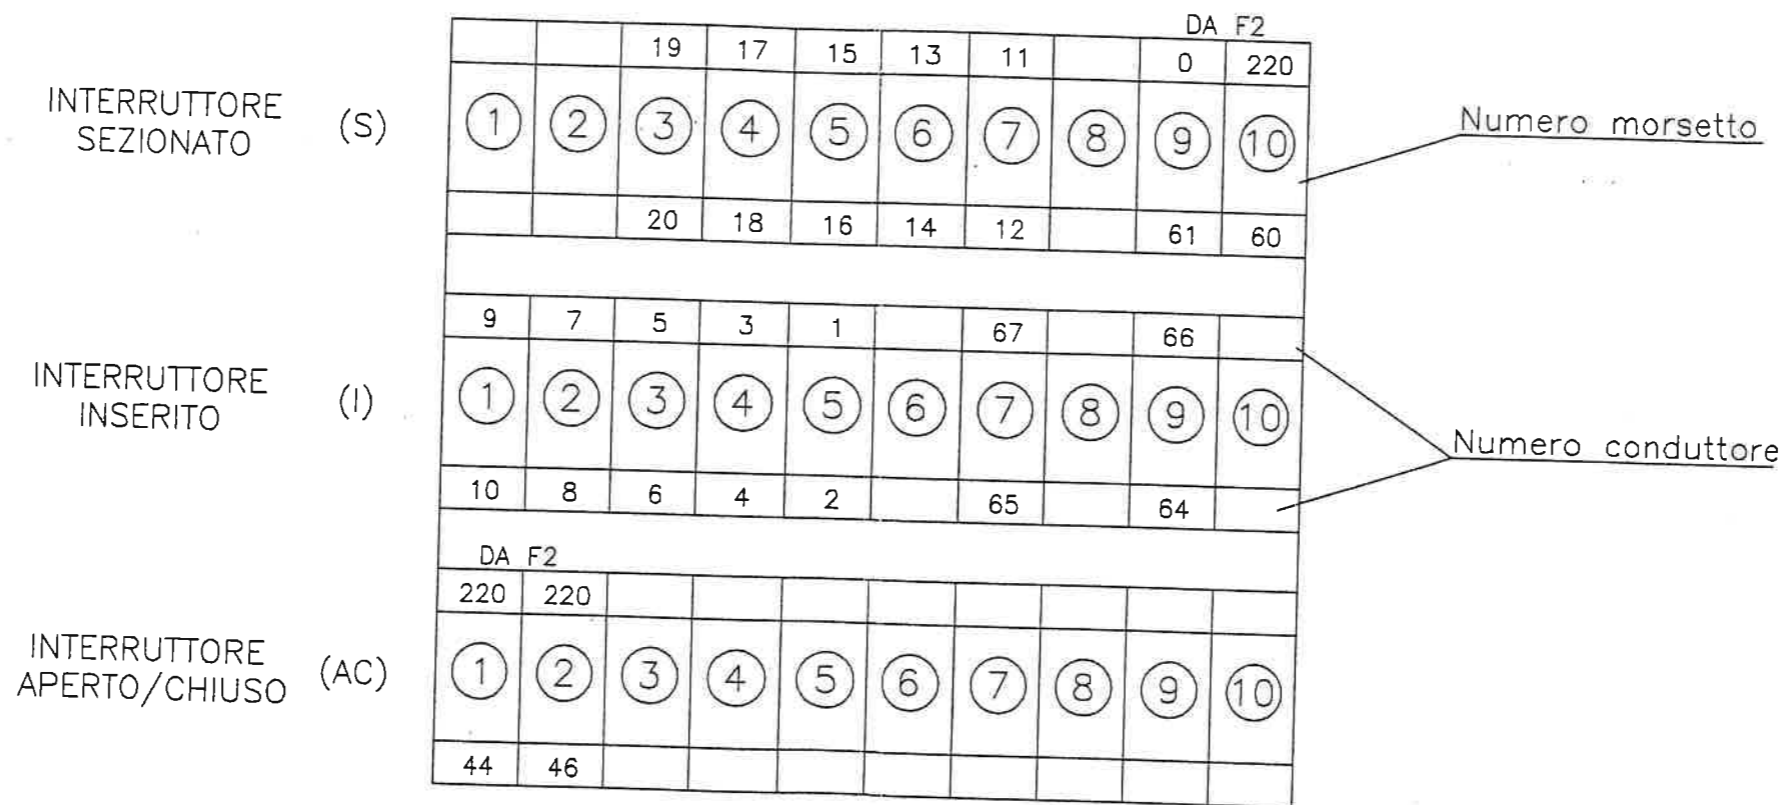 DA F2
19 17 15 13 11 0 220
INTERRUTTORE
SEZIONATO
(S)
1 2 3 4 5 6 7 8 9 10
Numero morsetto
20 18 16 14 12 61 60
9 7 5 3 1 67 66
INTERRUTTORE
INSERITO
(I)
1 2 3 4 5 6 7 8 9 10
Numero conduttore
10 8 6 4 2 65 64
DA F2
220 220
INTERRUTTORE
APERTO/CHIUSO
(AC)
1 2 3 4 5 6 7 8 9 10
44 46